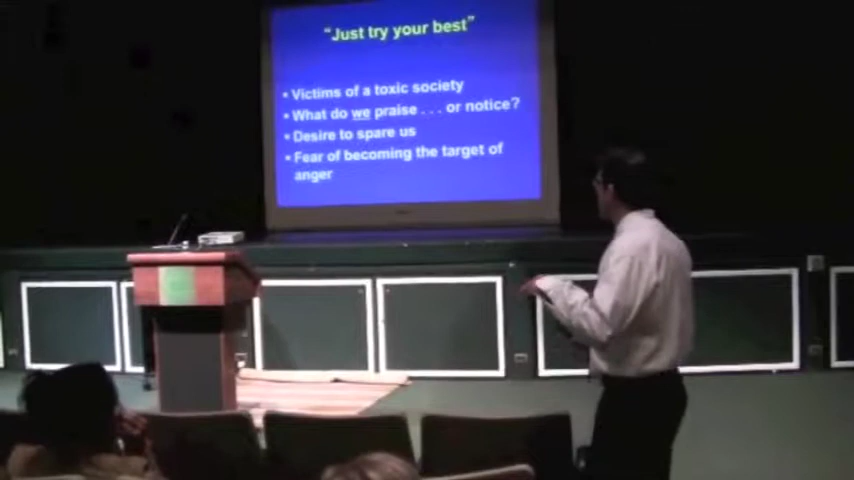 “Just try your best”
• Victims of a toxic society
• What do we praise . . . or notice?
• Desire to spare us
• Fear of becoming the target of
anger